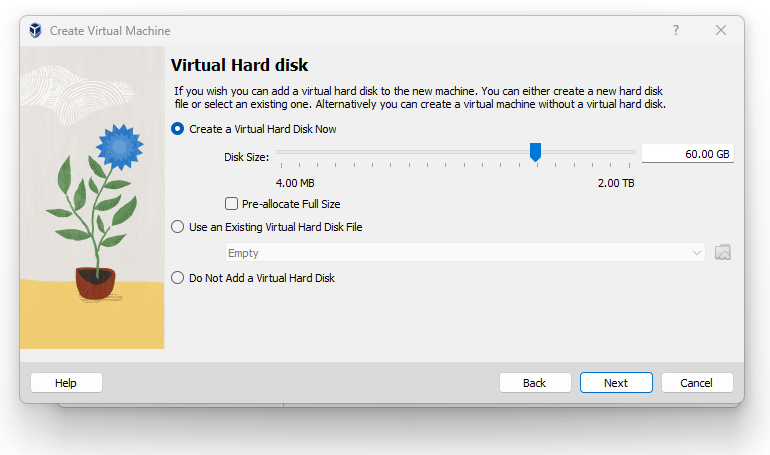 Create Virtual Machine
?
Virtual Hard disk
If you wish you can add a virtual hard disk to the new machine. You can either create a new hard disk
file or select an existing one. Alternatively you can create a virtual machine without a virtual hard disk.
Create a Virtual Hard Disk Now
Disk Size:
60.00 GB
4.00 MB
2.00 TB
Pre-allocate Full Size
Use an Existing Virtual Hard Disk File
Empty
Do Not Add a Virtual Hard Disk
Help
Back
Next
Cancel